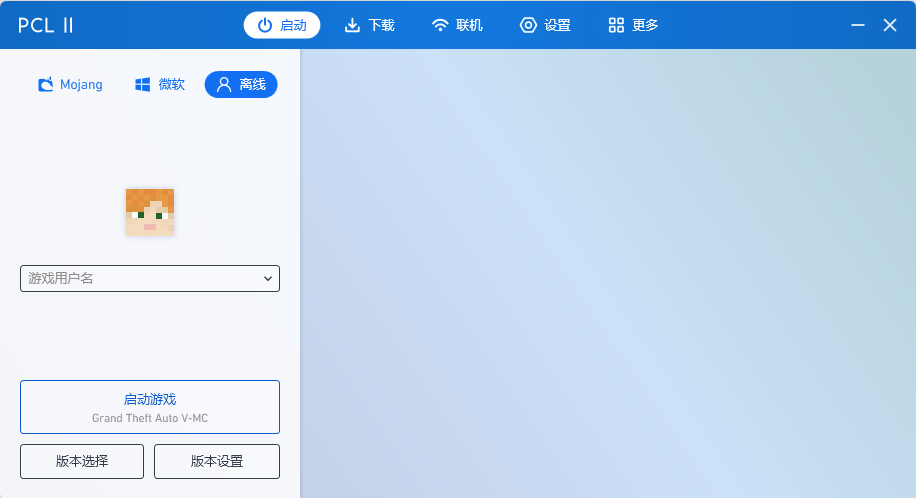 PCL II
启动
下载
联机
设置
更多
Mojang
微软
离线
游戏用户名
启动游戏
Grand Theft Auto V-MC
版本选择
版本设置